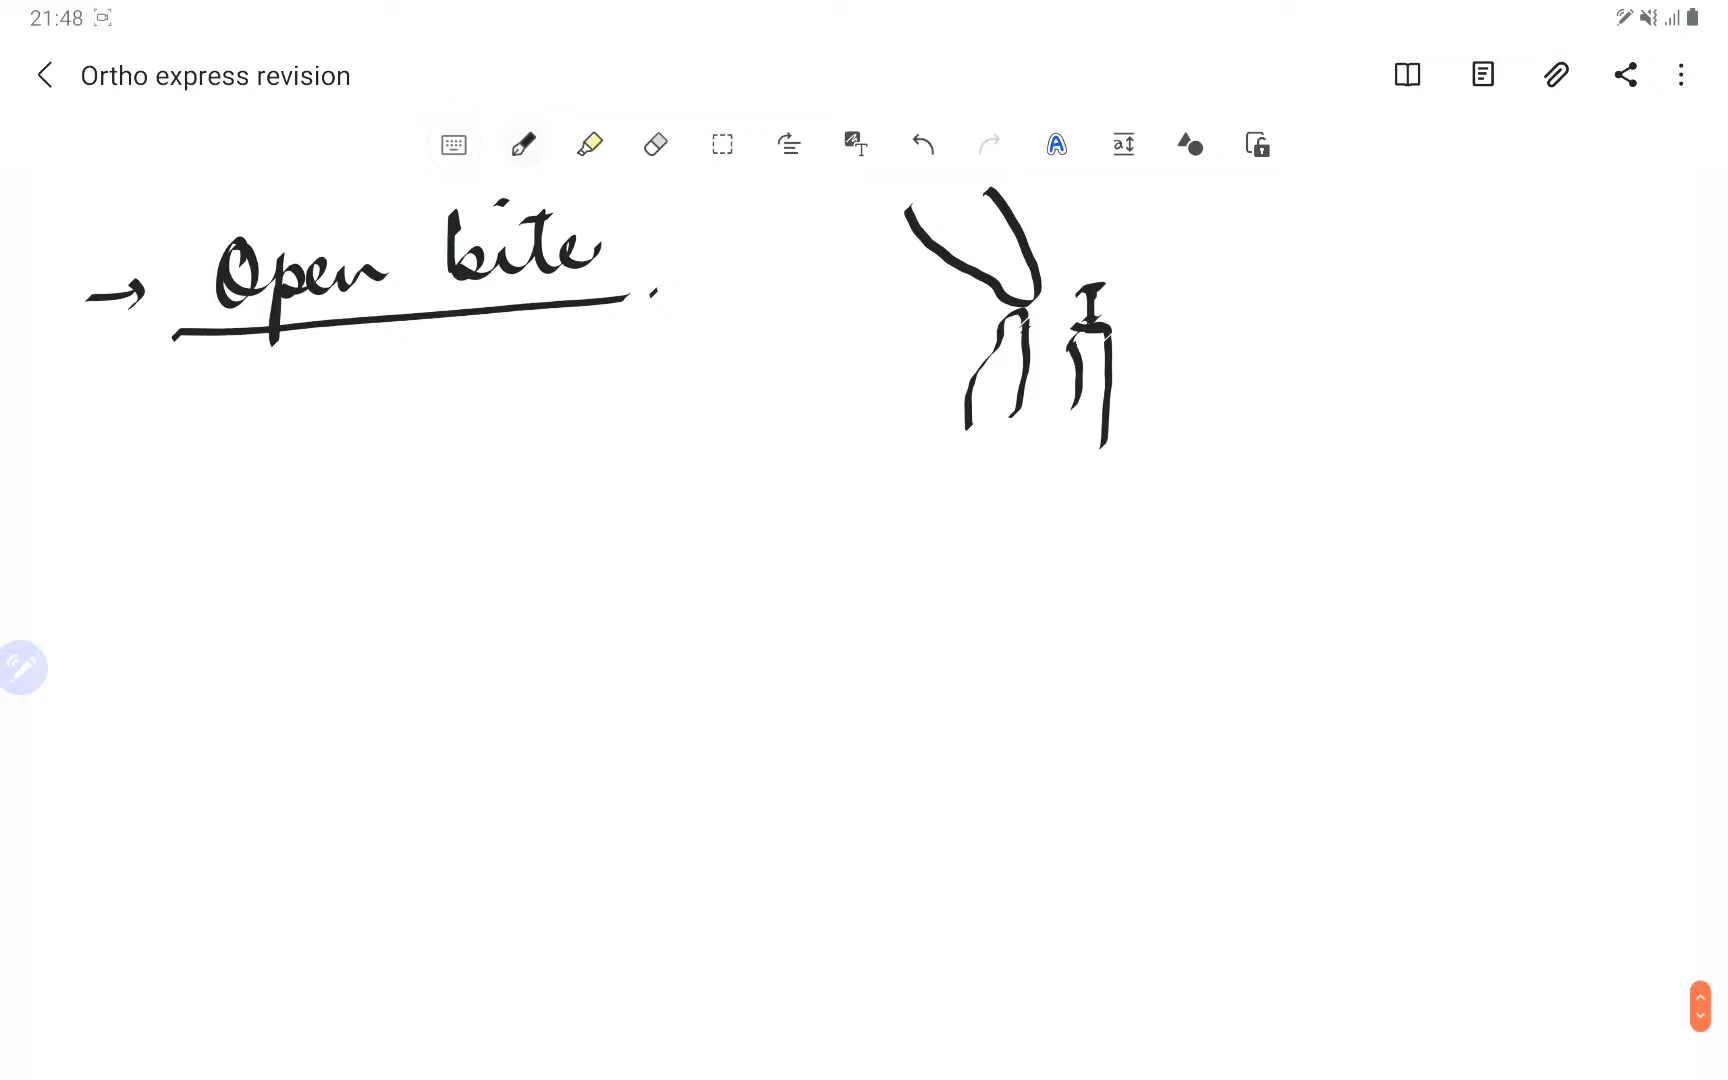 21:48
Ortho express revision
→ Open bite .
I